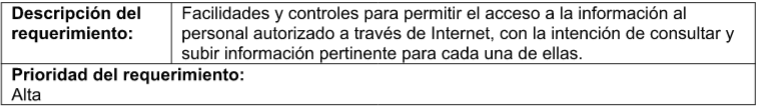 Descripción del requerimiento:
Facilidades y controles para permitir el acceso a la información al
personal autorizado a través de Internet, con la intención de consultar y
subir información pertinente para cada una de ellas.
Prioridad del requerimiento:
Alta